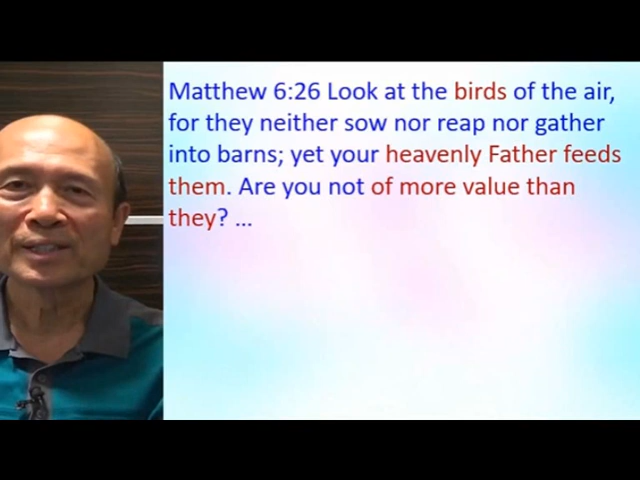 Matthew 6:26 Look at the birds of the air,
for they neither sow nor reap nor gather
into barns; yet your heavenly Father feeds
them. Are you not of more value than
they? ...